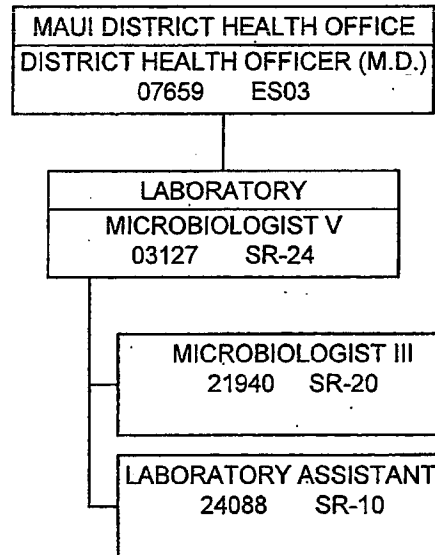 MAUI DISTRICT HEALTH OFFICE
DISTRICT HEALTH OFFICER (M.D.)
07659 ES03
LABORATORY
MICROBIOLOGIST V
03127 SR-24
MICROBIOLOGIST III
21940 SR-20
LABORATORY ASSISTANT
24088 SR-10